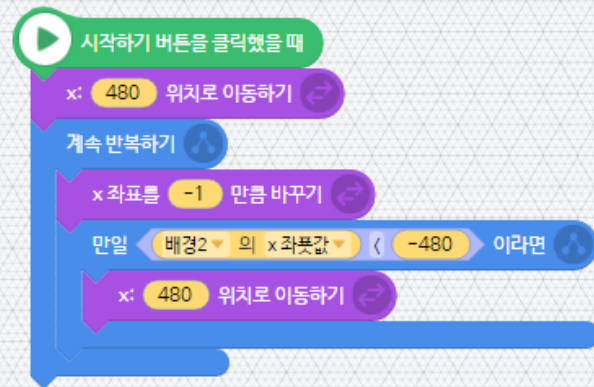 시작하기 버튼을 클릭했을 때
x: 480 위치로 이동하기
계속 반복하기
x 좌표를 -1 만큼 바꾸기
만일 배경2 의 x 좌푯값 < -480 이라면
x: 480 위치로 이동하기